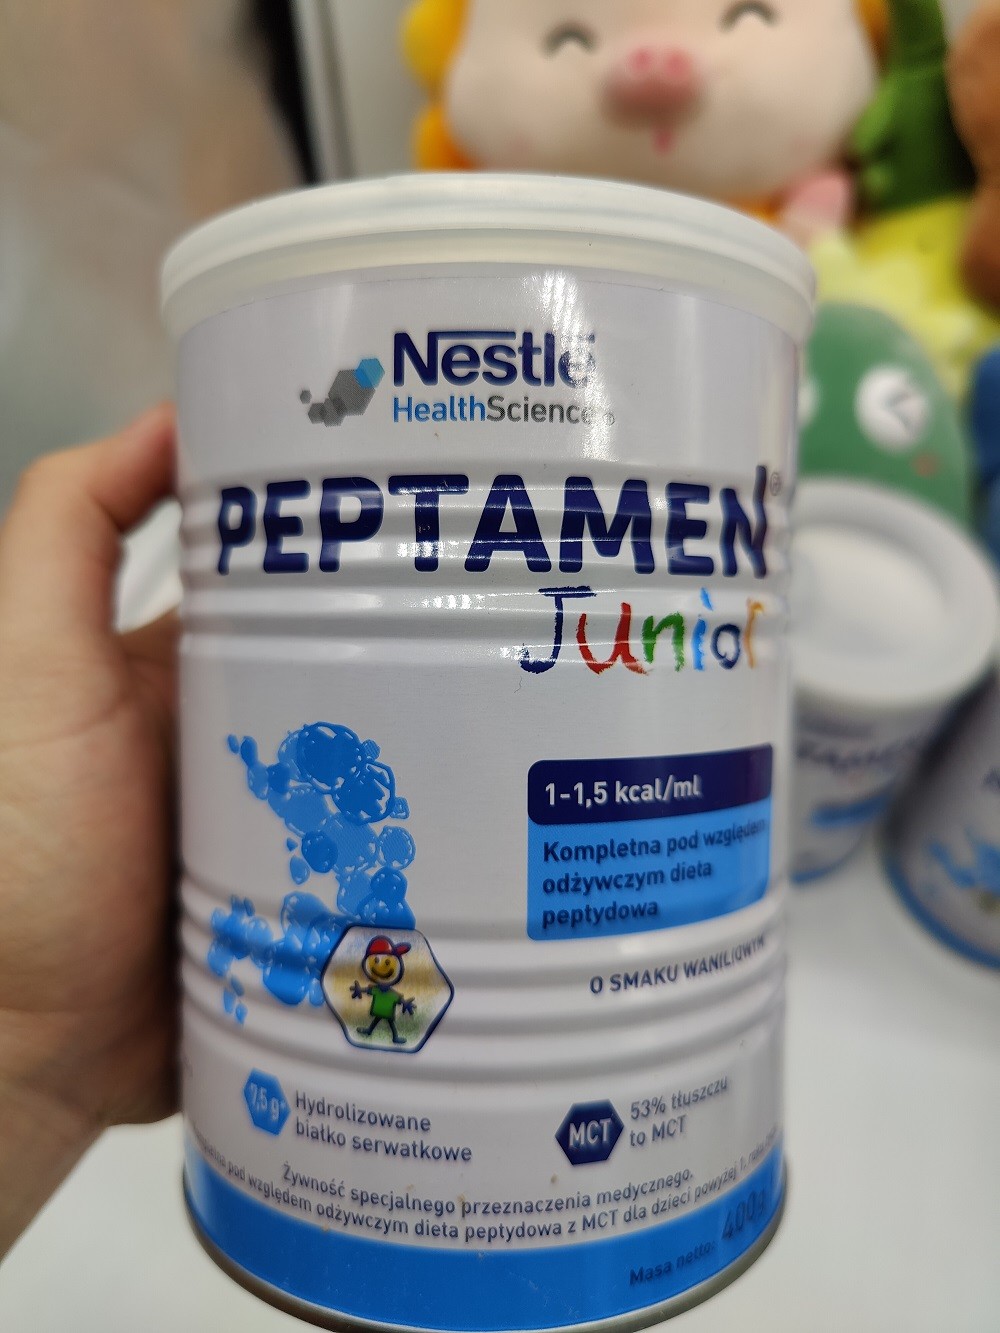 Nestlé
HealthScience®
PEPTAMEN®
Junior
1-1,5 kcal/ml
Kompletna pod względem
odżywczym dieta
peptydowa
O SMAKU WANILIOWYM
7,5 g*
Hydrolizowane
białko serwatkowe
MCT
53% tłuszczu
to MCT
Żywność specjalnego przeznaczenia medycznego.
pod względem odżywczym dieta peptydowa z MCT dla dzieci powyżej 1.
Masa netto: 400g